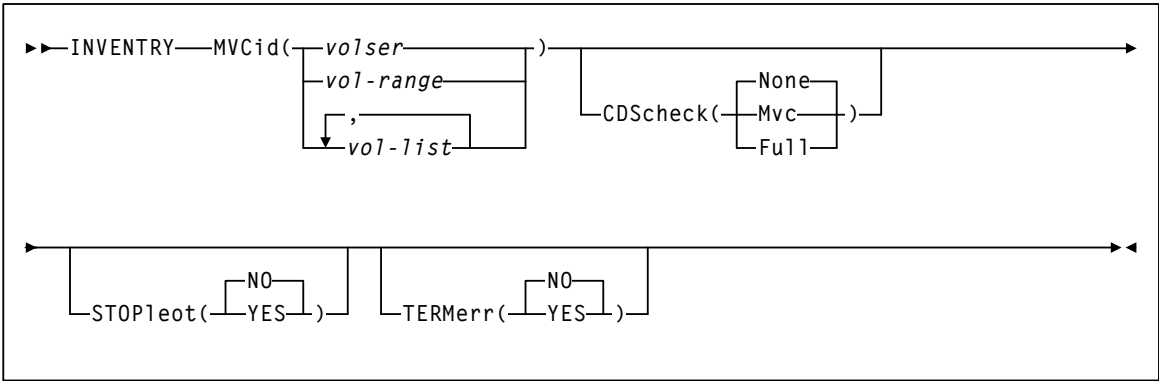 INVENTRY MVCid( volser )
vol-range
,
vol-list
None
CDScheck( Mvc )
Full
NO
STOPleot( YES )
NO
TERMerr( YES )